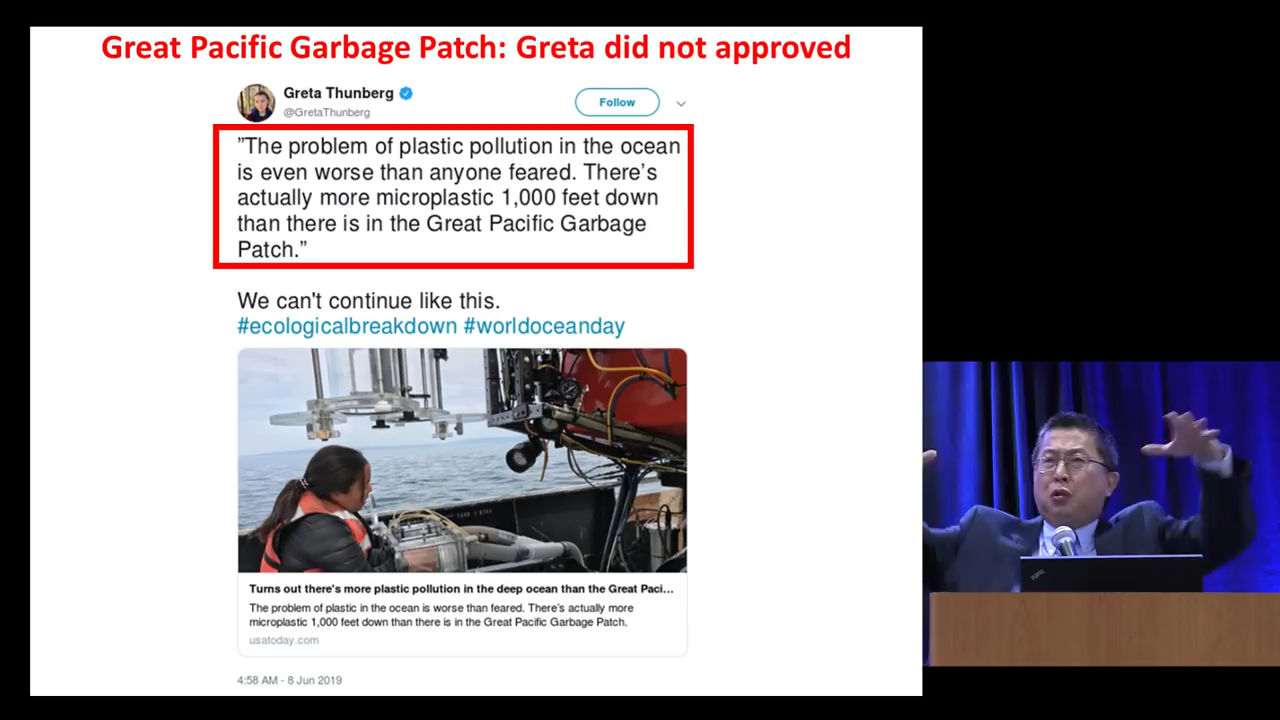 Great Pacific Garbage Patch: Greta did not approved
Greta Thunberg
@GretaThunberg
Follow
”The problem of plastic pollution in the ocean
is even worse than anyone feared. There’s
actually more microplastic 1,000 feet down
than there is in the Great Pacific Garbage
Patch.”
We can't continue like this.
#ecologicalbreakdown #worldoceanday
Turns out there's more plastic pollution in the deep ocean than the Great Paci...
The problem of plastic in the ocean is worse than feared. There's actually more
microplastic 1,000 feet down than there is in the Great Pacific Garbage Patch.
usatoday.com
4:58 AM - 8 Jun 2019